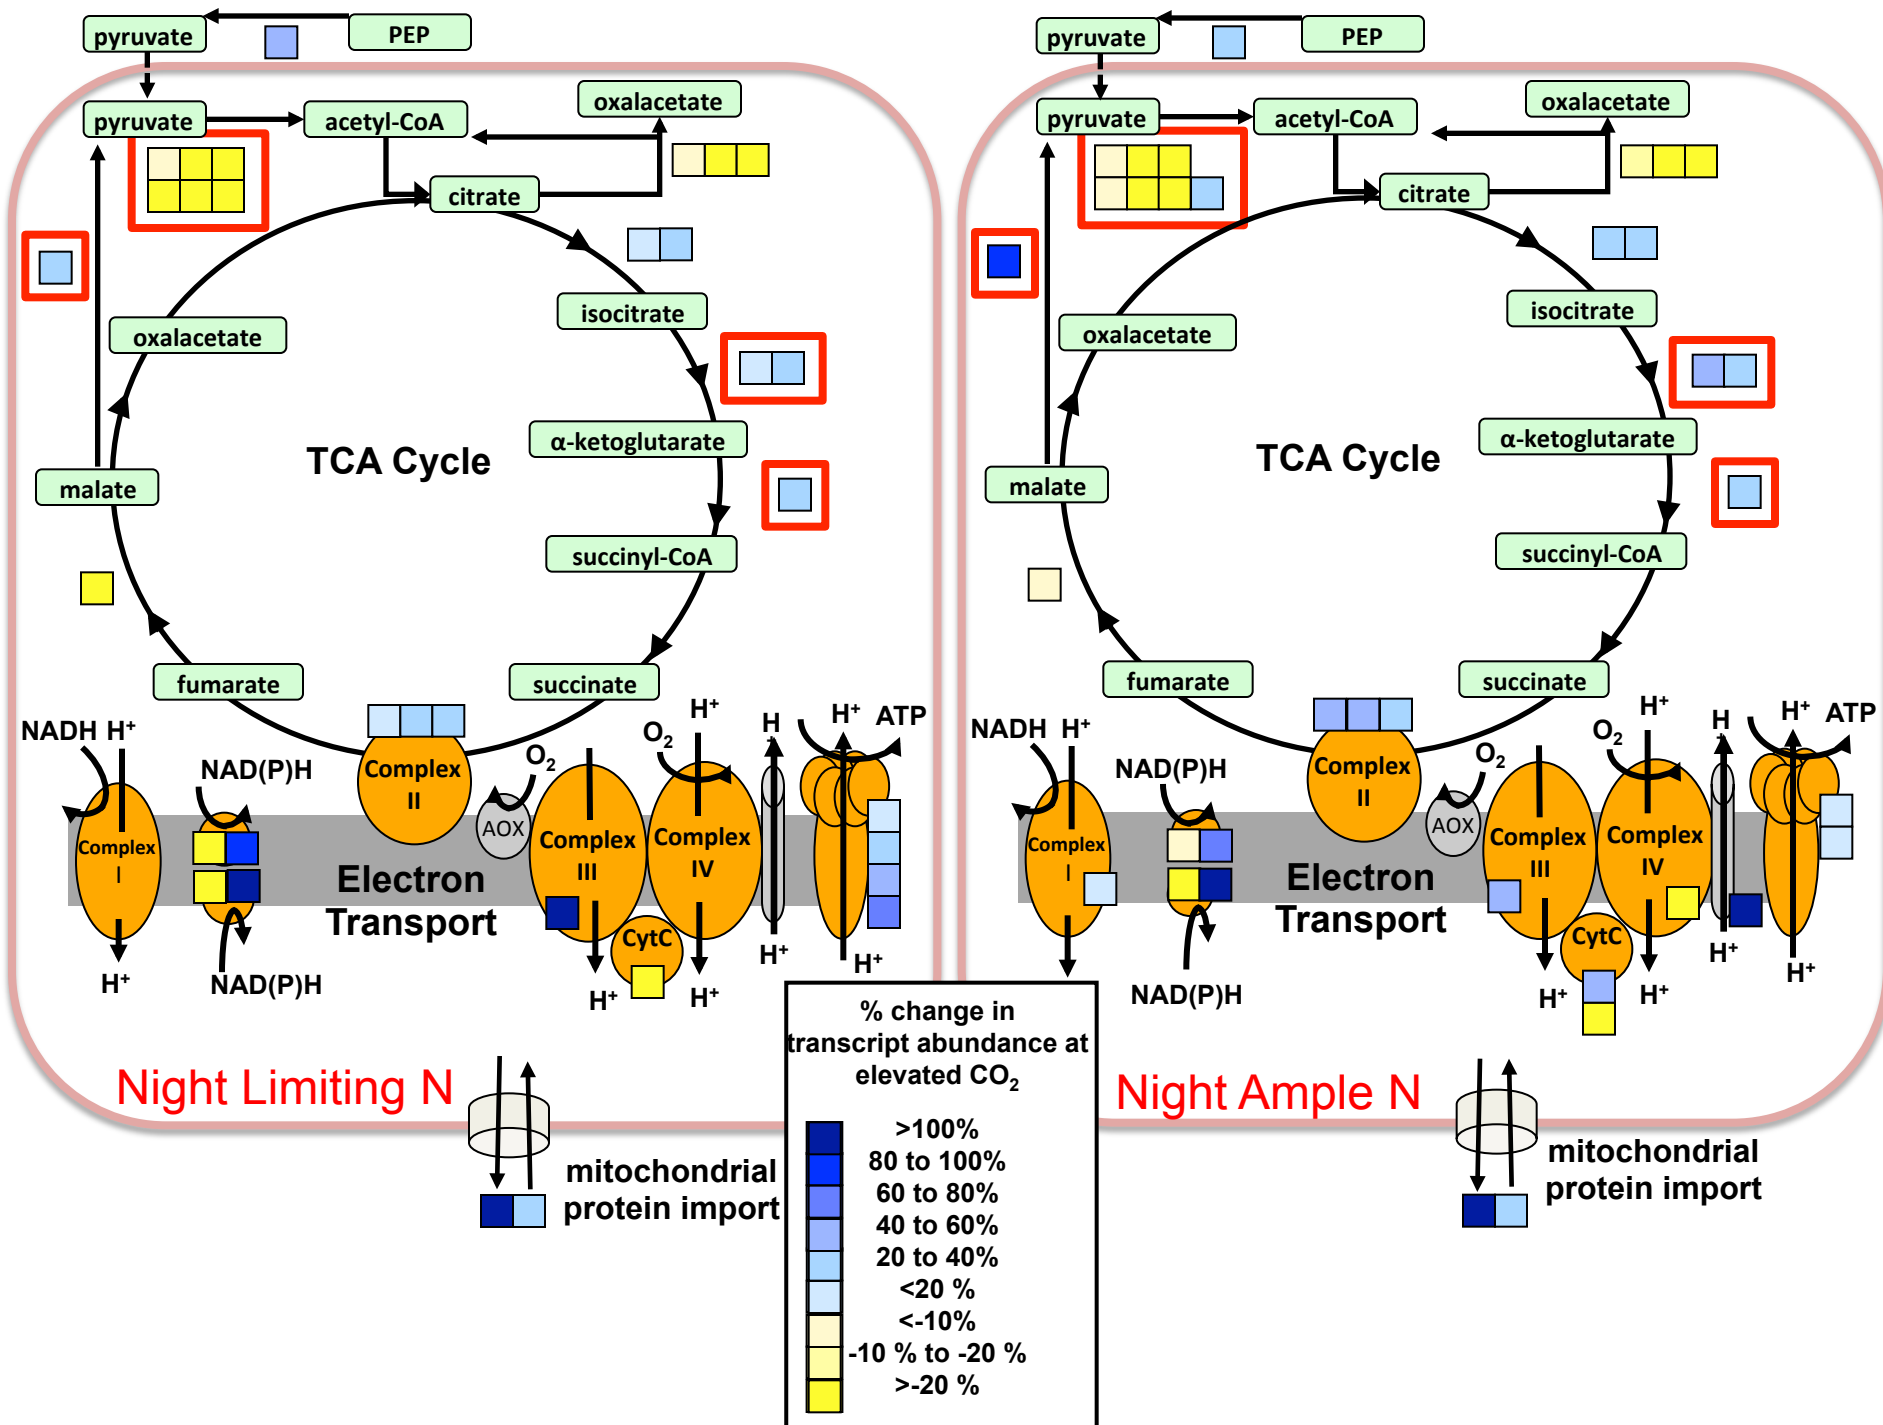 pyruvate
PEP
pyruvate
acetyl-CoA
oxalacetate
citrate
isocitrate
oxalacetate
α-ketoglutarate
TCA Cycle
malate
succinyl-CoA
fumarate
succinate
NADH H⁺
NAD(P)H
Complex
II
O₂
AOX
O₂
H⁺
H
H⁺
ATP
Complex
I
Complex
III
Complex
IV
Electron
Transport
CytC
H⁺
NAD(P)H
H⁺
H⁺
H⁺
H⁺
Night Limiting N
mitochondrial
protein import
pyruvate
PEP
pyruvate
acetyl-CoA
oxalacetate
citrate
isocitrate
oxalacetate
α-ketoglutarate
TCA Cycle
malate
succinyl-CoA
fumarate
succinate
NADH H⁺
NAD(P)H
Complex
II
O₂
AOX
O₂
H⁺
H
H⁺
ATP
Complex
I
Complex
III
Complex
IV
Electron
Transport
CytC
H⁺
NAD(P)H
H⁺
H⁺
H⁺
H⁺
Night Ample N
mitochondrial
protein import
% change in
transcript abundance at
elevated CO₂
>100%
80 to 100%
60 to 80%
40 to 60%
20 to 40%
<20 %
<-10%
-10 % to -20 %
>-20 %